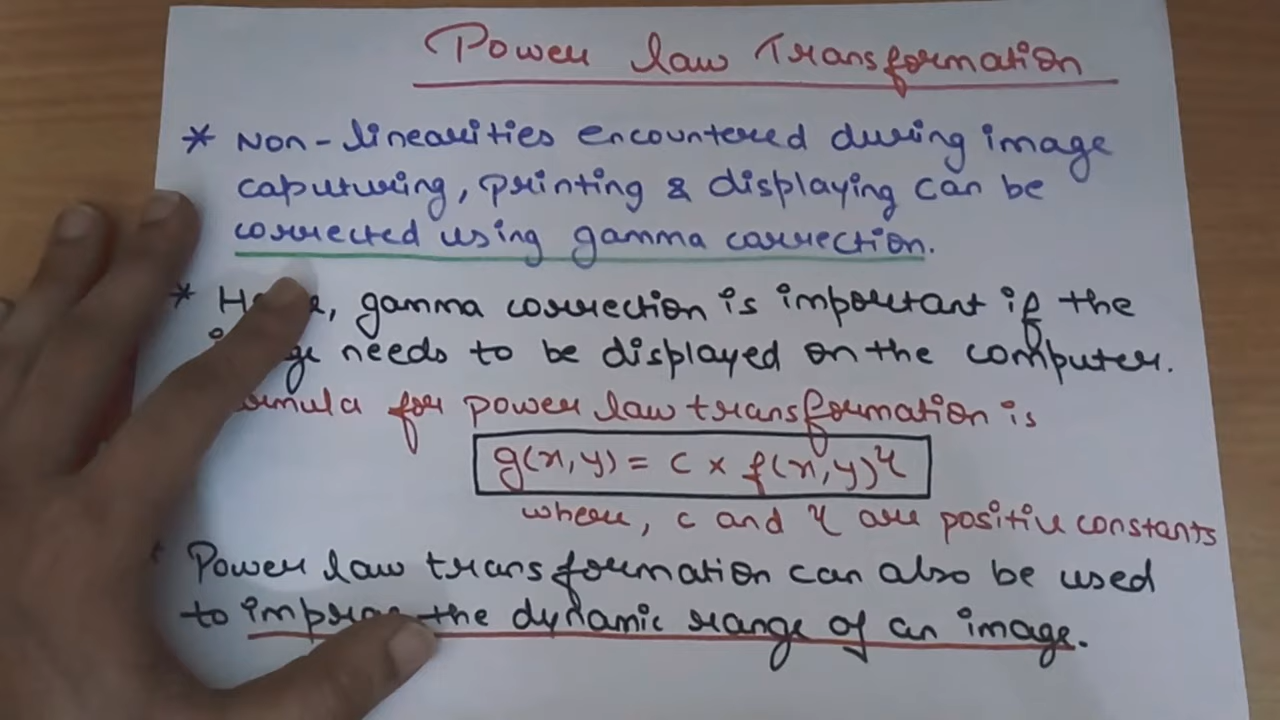 Power law Transformation
* Non-linearities encountered during image
caputuring, printing & displaying can be
corrected using gamma correction.
* gamma correction is important if the
needs to be displayed on the computer.
for power law transformation is
g(x,y) = c × f(x,y)^γ
where, c and γ are positive constants
* Power law transformation can also be used
to improve the dynamic range of an image.